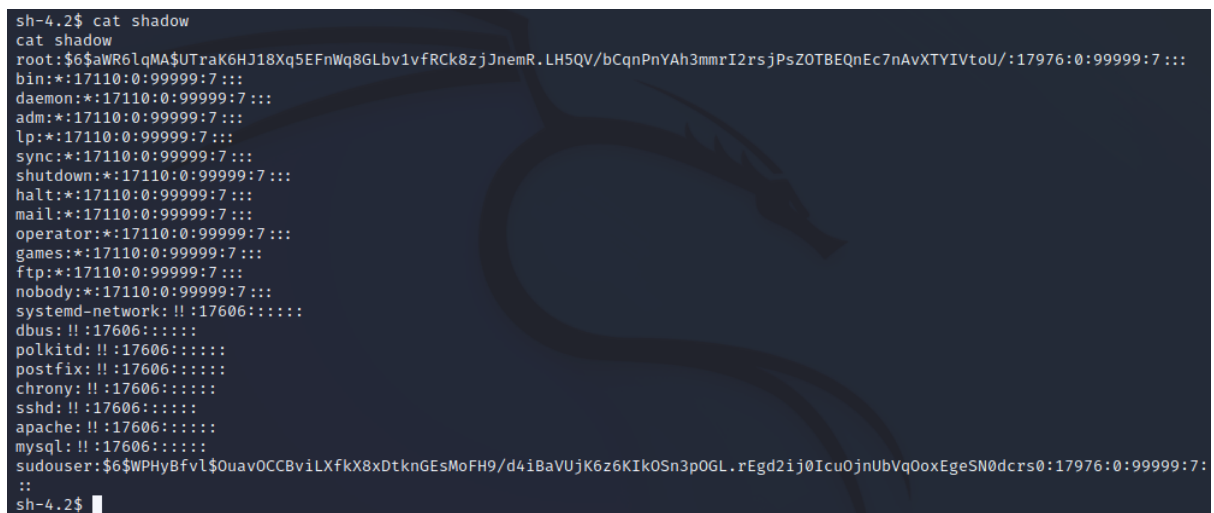 sh-4.2$ cat shadow
cat shadow
root:$6$aWR6lqMA$UTraK6HJ18Xq5EFnWq8GLbv1vfRCk8zjJnemR.LH5QV/bCqnPnYAh3mmrI2rsjPsZOTBEQnEc7nAvXTYIVtoU/:17976:0:99999:7:::
bin:*:17110:0:99999:7:::
daemon:*:17110:0:99999:7:::
adm:*:17110:0:99999:7:::
lp:*:17110:0:99999:7:::
sync:*:17110:0:99999:7:::
shutdown:*:17110:0:99999:7:::
halt:*:17110:0:99999:7:::
mail:*:17110:0:99999:7:::
operator:*:17110:0:99999:7:::
games:*:17110:0:99999:7:::
ftp:*:17110:0:99999:7:::
nobody:*:17110:0:99999:7:::
systemd-network:!!:17606::::::
dbus:!!:17606::::::
polkitd:!!:17606::::::
postfix:!!:17606::::::
chrony:!!:17606::::::
sshd:!!:17606::::::
apache:!!:17606::::::
mysql:!!:17606::::::
sudouser:$6$WPHyBfvl$OuavOCCBviLXfkX8xDtknGEsMoFH9/d4iBaVUjK6z6KIkOSn3pOGL.rEgd2ij0IcuOjnUbVqOoxEgeSN0dcrs0:17976:0:99999:7:
::
sh-4.2$